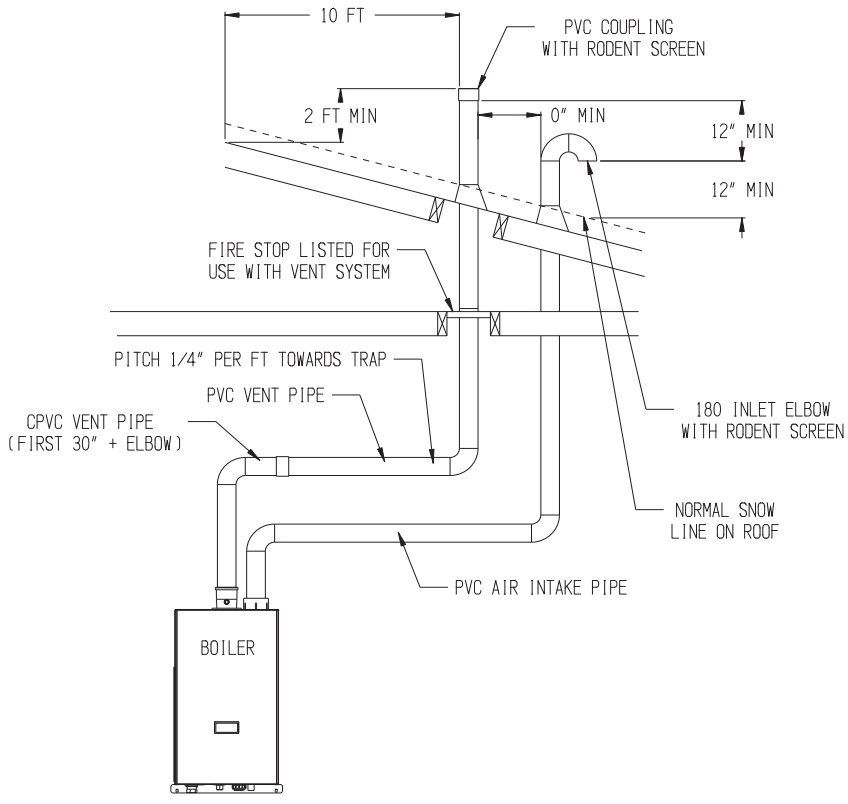 10 FT
PVC COUPLING
WITH RODENT SCREEN
2 FT MIN
0" MIN
12" MIN
12" MIN
FIRE STOP LISTED FOR
USE WITH VENT SYSTEM
PITCH 1/4" PER FT TOWARDS TRAP
PVC VENT PIPE
CPVC VENT PIPE
(FIRST 30" + ELBOW)
180 INLET ELBOW
WITH RODENT SCREEN
NORMAL SNOW
LINE ON ROOF
PVC AIR INTAKE PIPE
BOILER